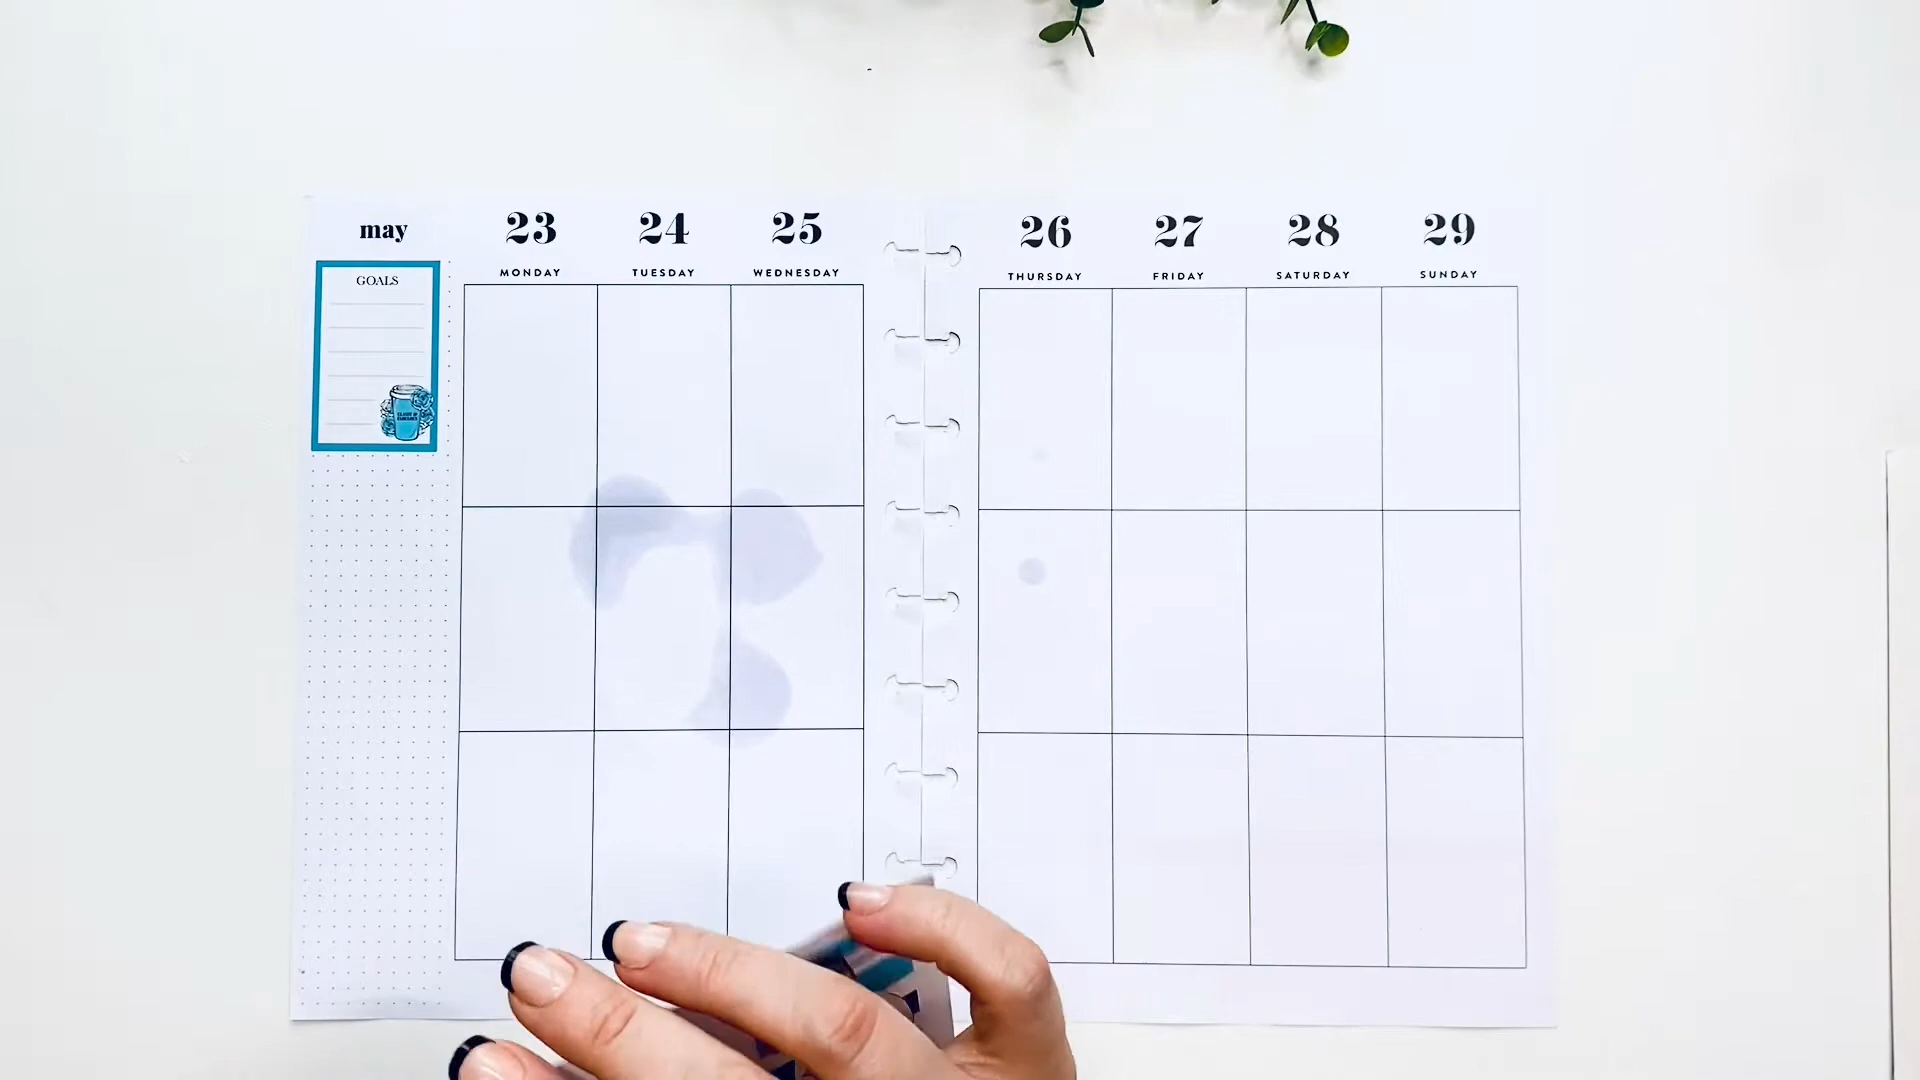 may
23 24 25 26 27 28 29
MONDAY TUESDAY WEDNESDAY THURSDAY FRIDAY SATURDAY SUNDAY
GOALS